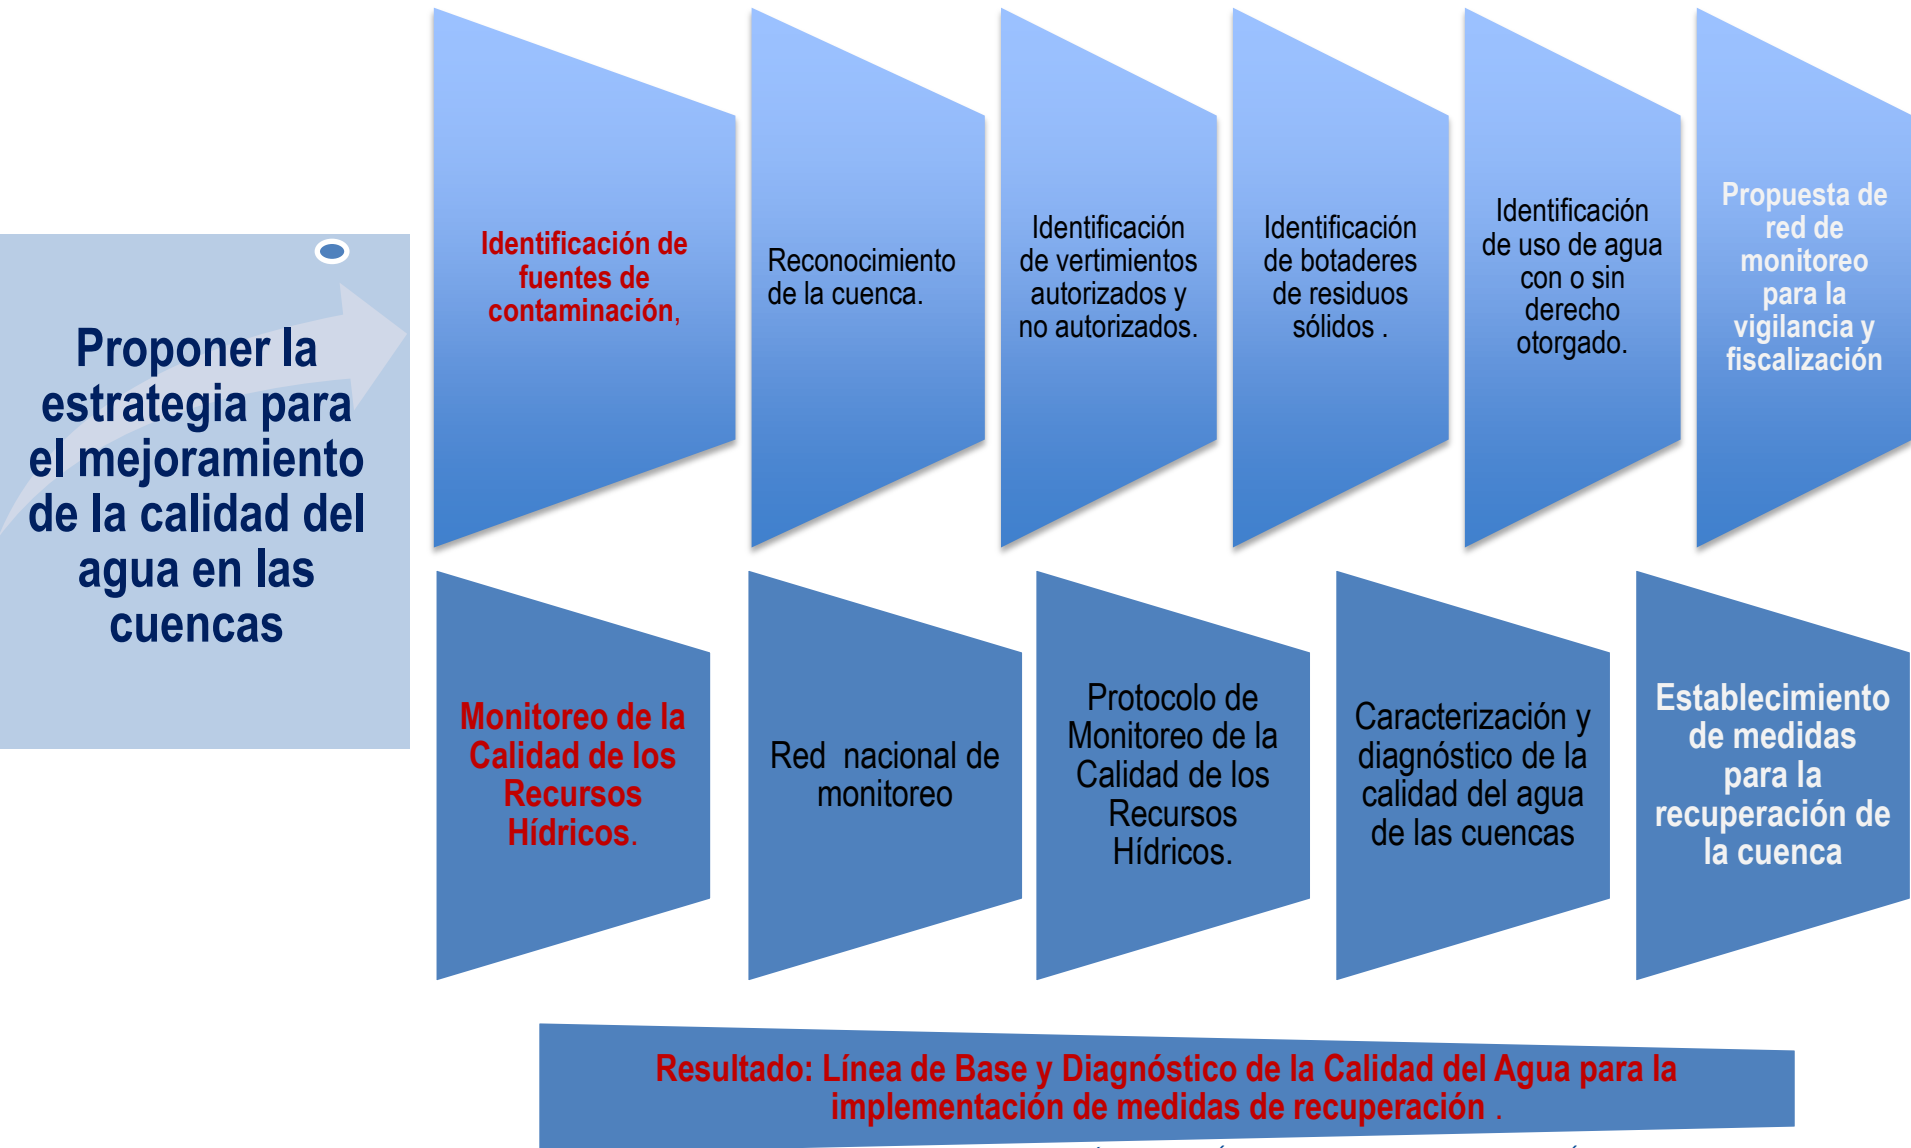 Proponer la
estrategia para
el mejoramiento
de la calidad del
agua en las
cuencas
Identificación de
fuentes de
contaminación,
Reconocimiento
de la cuenca.
Identificación
de vertimientos
autorizados y
no autorizados.
Identificación
de botaderes
de residuos
sólidos .
Identificación
de uso de agua
con o sin
derecho
otorgado.
Propuesta de
red de
monitoreo
para la
vigilancia y
fiscalización
Monitoreo de la
Calidad de los
Recursos
Hídricos.
Red  nacional de
monitoreo
Protocolo de
Monitoreo de la
Calidad de los
Recursos
Hídricos.
Caracterización y
diagnóstico de la
calidad del agua
de las cuencas
Establecimiento
de medidas
para la
recuperación de
la cuenca
Resultado: Línea de Base y Diagnóstico de la Calidad del Agua para la
implementación de medidas de recuperación .